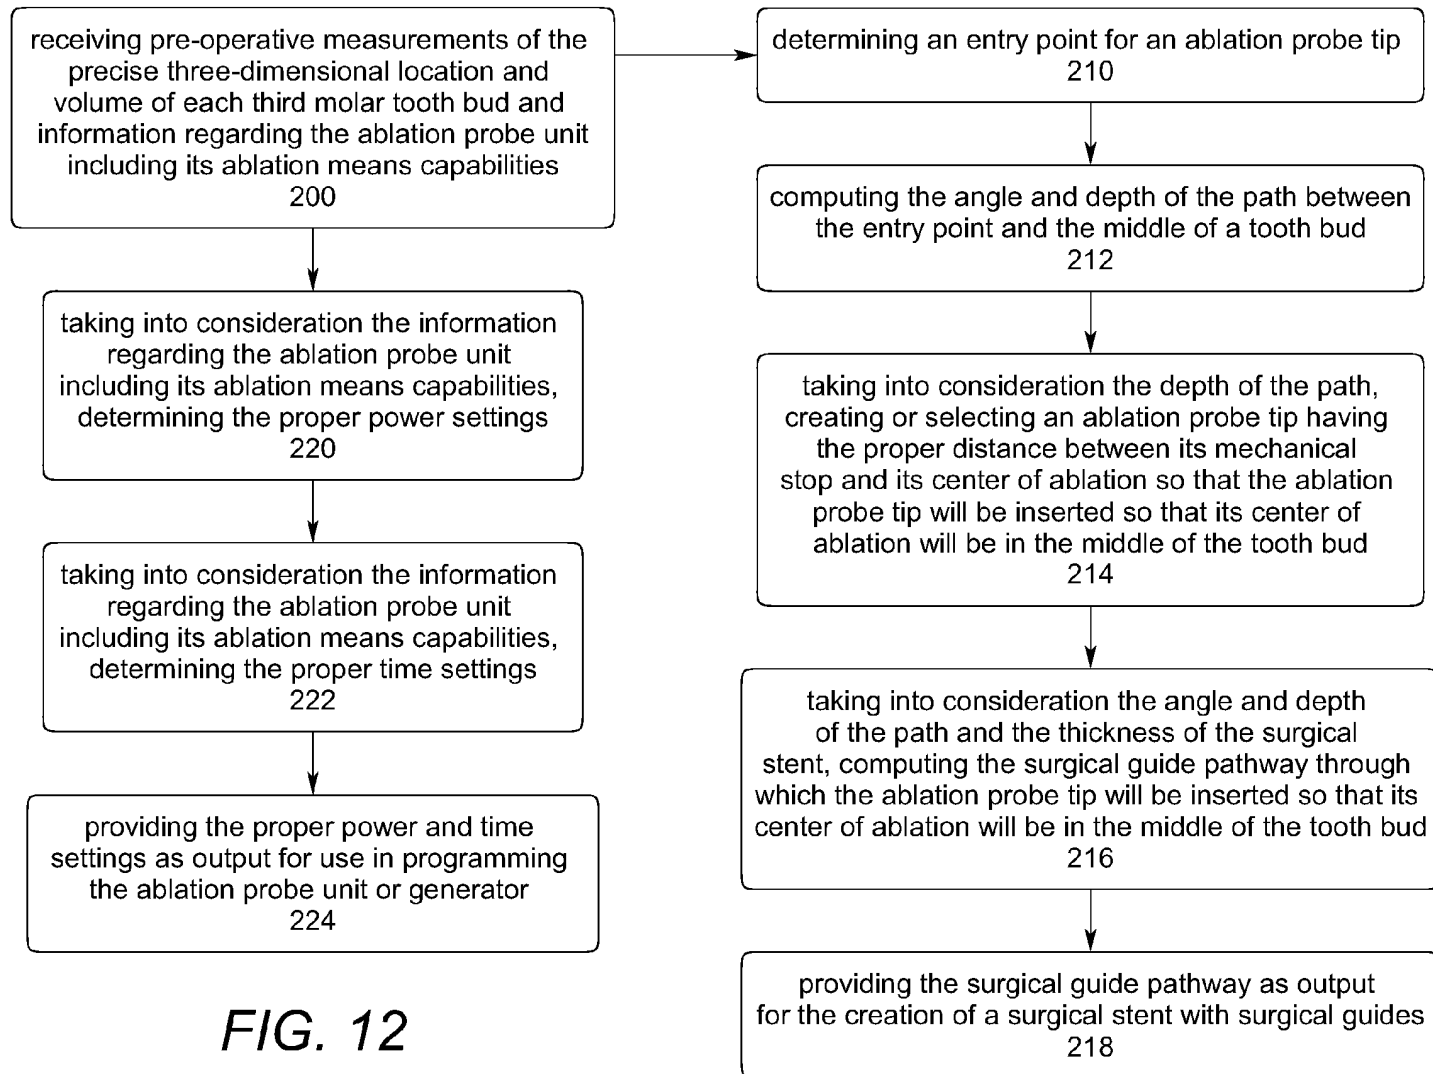 receiving pre-operative measurements of the
precise three-dimensional location and
volume of each third molar tooth bud and
information regarding the ablation probe unit
including its ablation means capabilities
200
taking into consideration the information
regarding the ablation probe unit
including its ablation means capabilities,
determining the proper power settings
220
taking into consideration the information
regarding the ablation probe unit
including its ablation means capabilities,
determining the proper time settings
222
providing the proper power and time
settings as output for use in programming
the ablation probe unit or generator
224
determining an entry point for an ablation probe tip
210
computing the angle and depth of the path between
the entry point and the middle of a tooth bud
212
taking into consideration the depth of the path,
creating or selecting an ablation probe tip having
the proper distance between its mechanical
stop and its center of ablation so that the ablation
probe tip will be inserted so that its center of
ablation will be in the middle of the tooth bud
214
taking into consideration the angle and depth
of the path and the thickness of the surgical
stent, computing the surgical guide pathway through
which the ablation probe tip will be inserted so that its
center of ablation will be in the middle of the tooth bud
216
providing the surgical guide pathway as output
for the creation of a surgical stent with surgical guides
218
FIG. 12